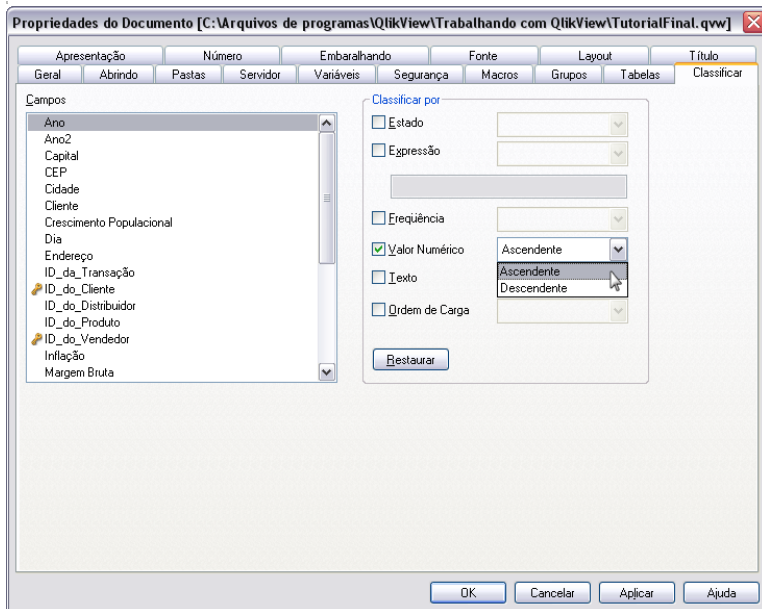 Propriedades do Documento [C:\Arquivos de programas\QlikView\Trabalhando com QlikView\TutorialFinal.qvw]
Apresentação Número Embaralhando Fonte Layout Título
Geral Abrindo Pastas Servidor Variáveis Segurança Macros Grupos Tabelas Classificar
Campos
Ano
Ano2
Capital
CEP
Cidade
Cliente
Crescimento Populacional
Dia
Endereço
ID_da_Transação
ID_do_Cliente
ID_do_Distribuidor
ID_do_Produto
ID_do_Vendedor
Inflação
Margem Bruta
Classificar por
Estado
Expressão
Freqüência
Valor Numérico Ascendente
Ascendente
Texto
Descendente
Ordem de Carga
Restaurar
OK Cancelar Aplicar Ajuda